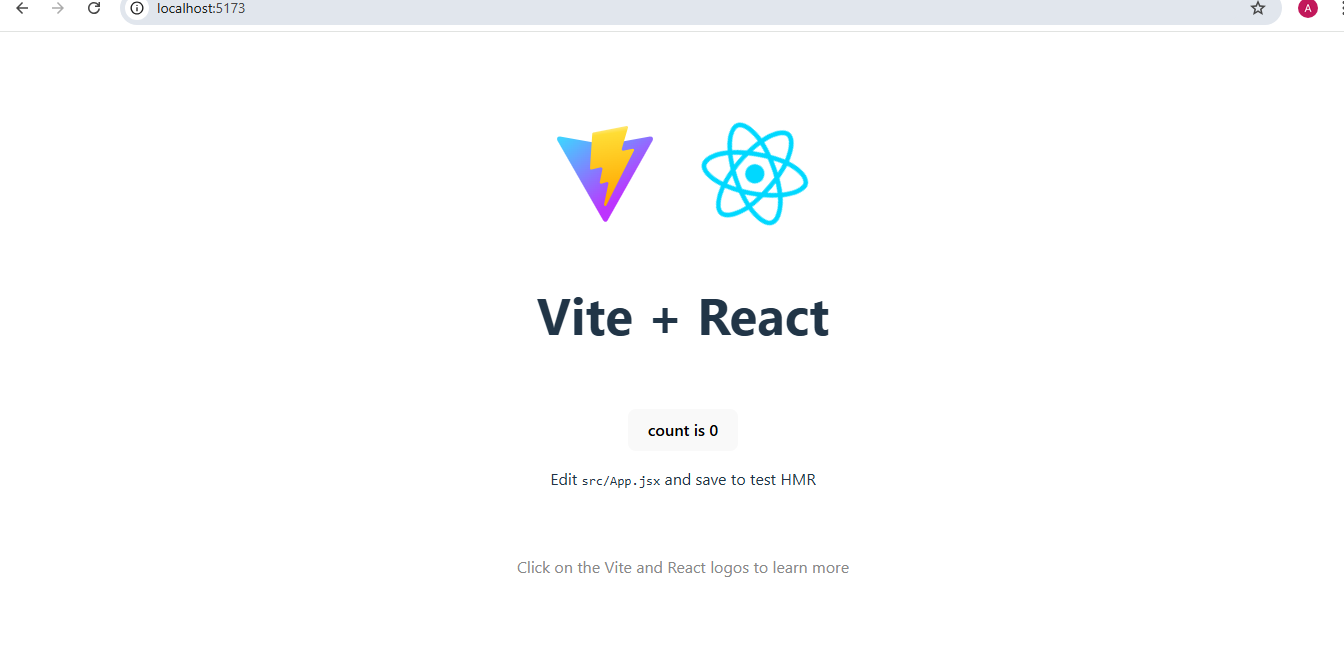 localhost:5173
A
Vite + React
count is 0
Edit src/App.jsx and save to test HMR
Click on the Vite and React logos to learn more